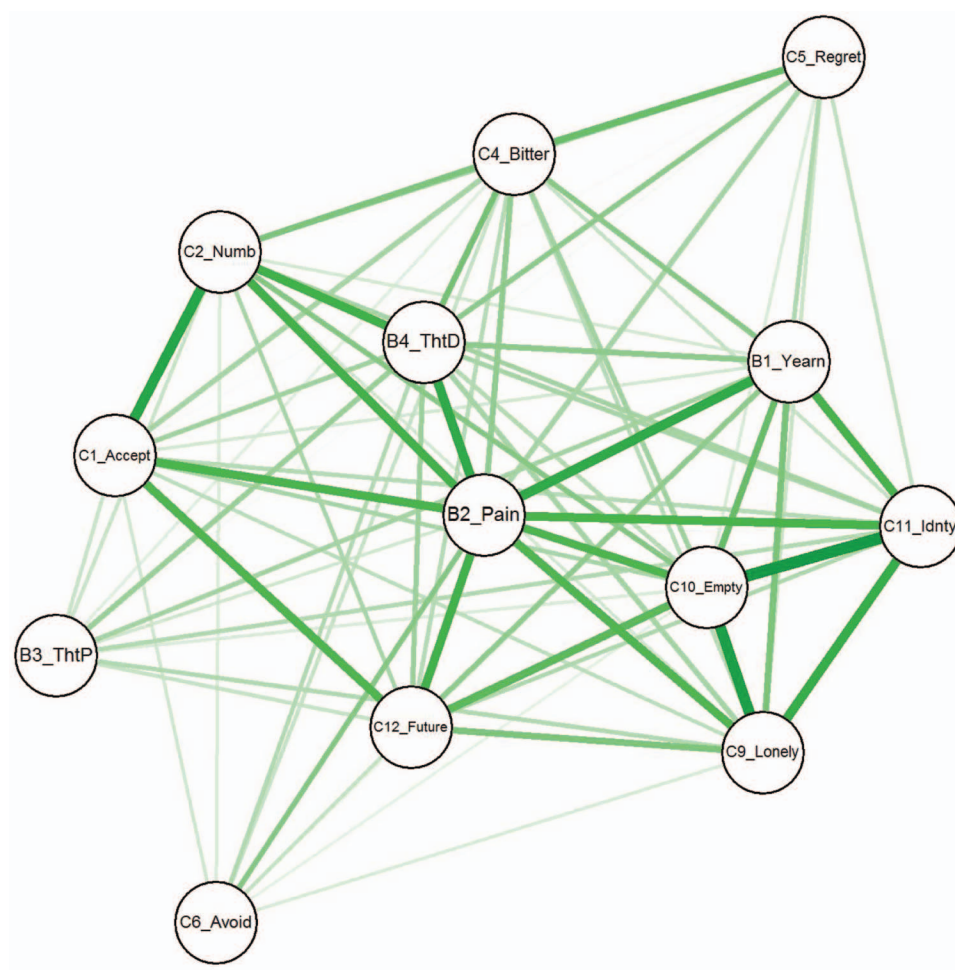 C5_Regret
C4_Bitter
C2_Numb
B4_ThtD
B1_Yearn
C1_Accept
B2_Pain
C11_Idnty
C10_Empty
B3_ThtP
C12_Future
C9_Lonely
C6_Avoid